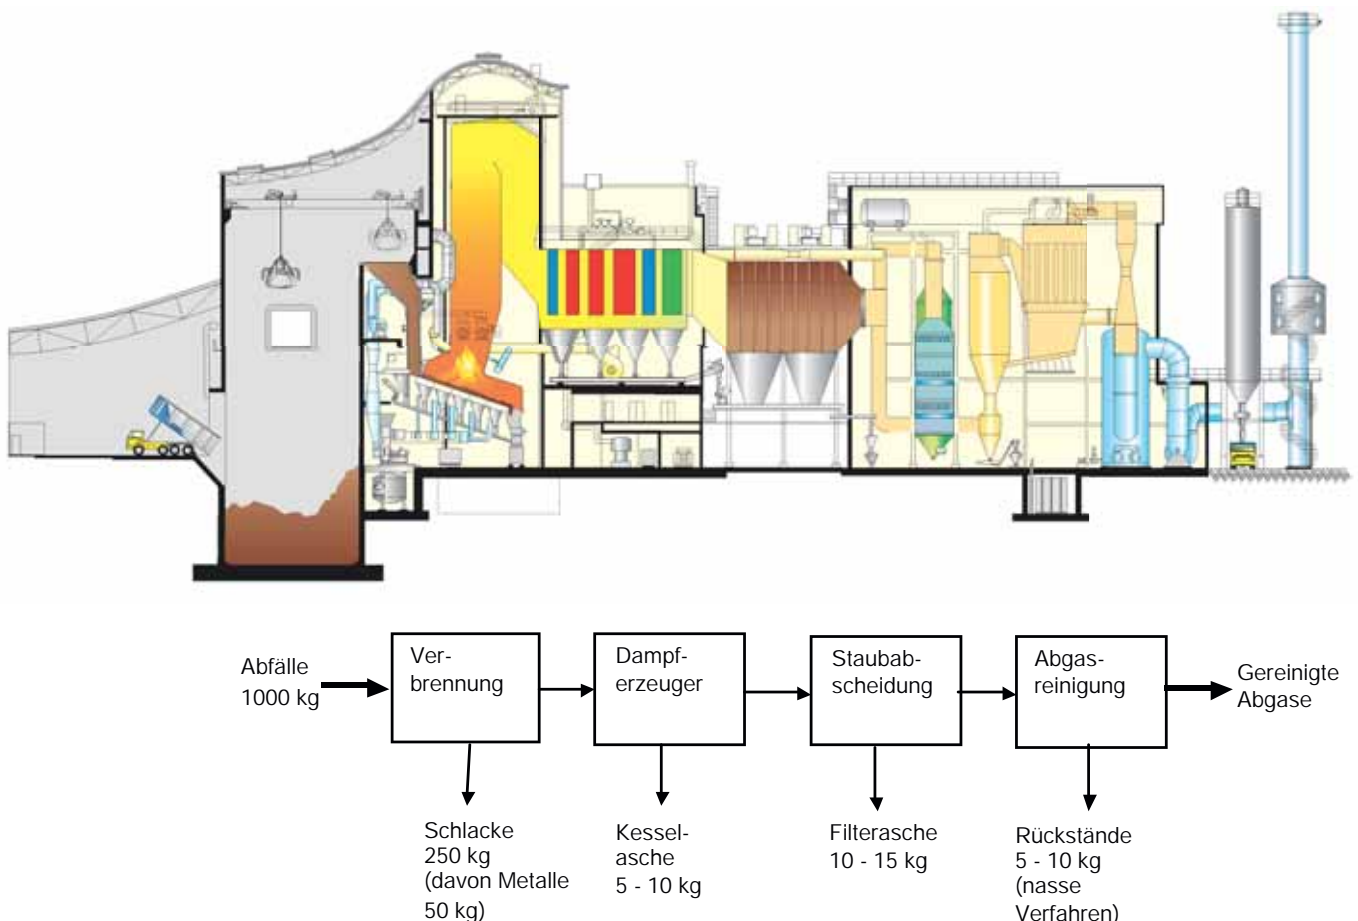 Abfälle
1000 kg
Ver-
brennung
Dampf-
erzeuger
Staubab-
scheidung
Abgas-
reinigung
Gereinigte
Abgase
Schlacke
250 kg
(davon Metalle
50 kg)
Kessel-
asche
5 - 10 kg
Filterasche
10 - 15 kg
Rückstände
5 - 10 kg
(nasse
Verfahren)